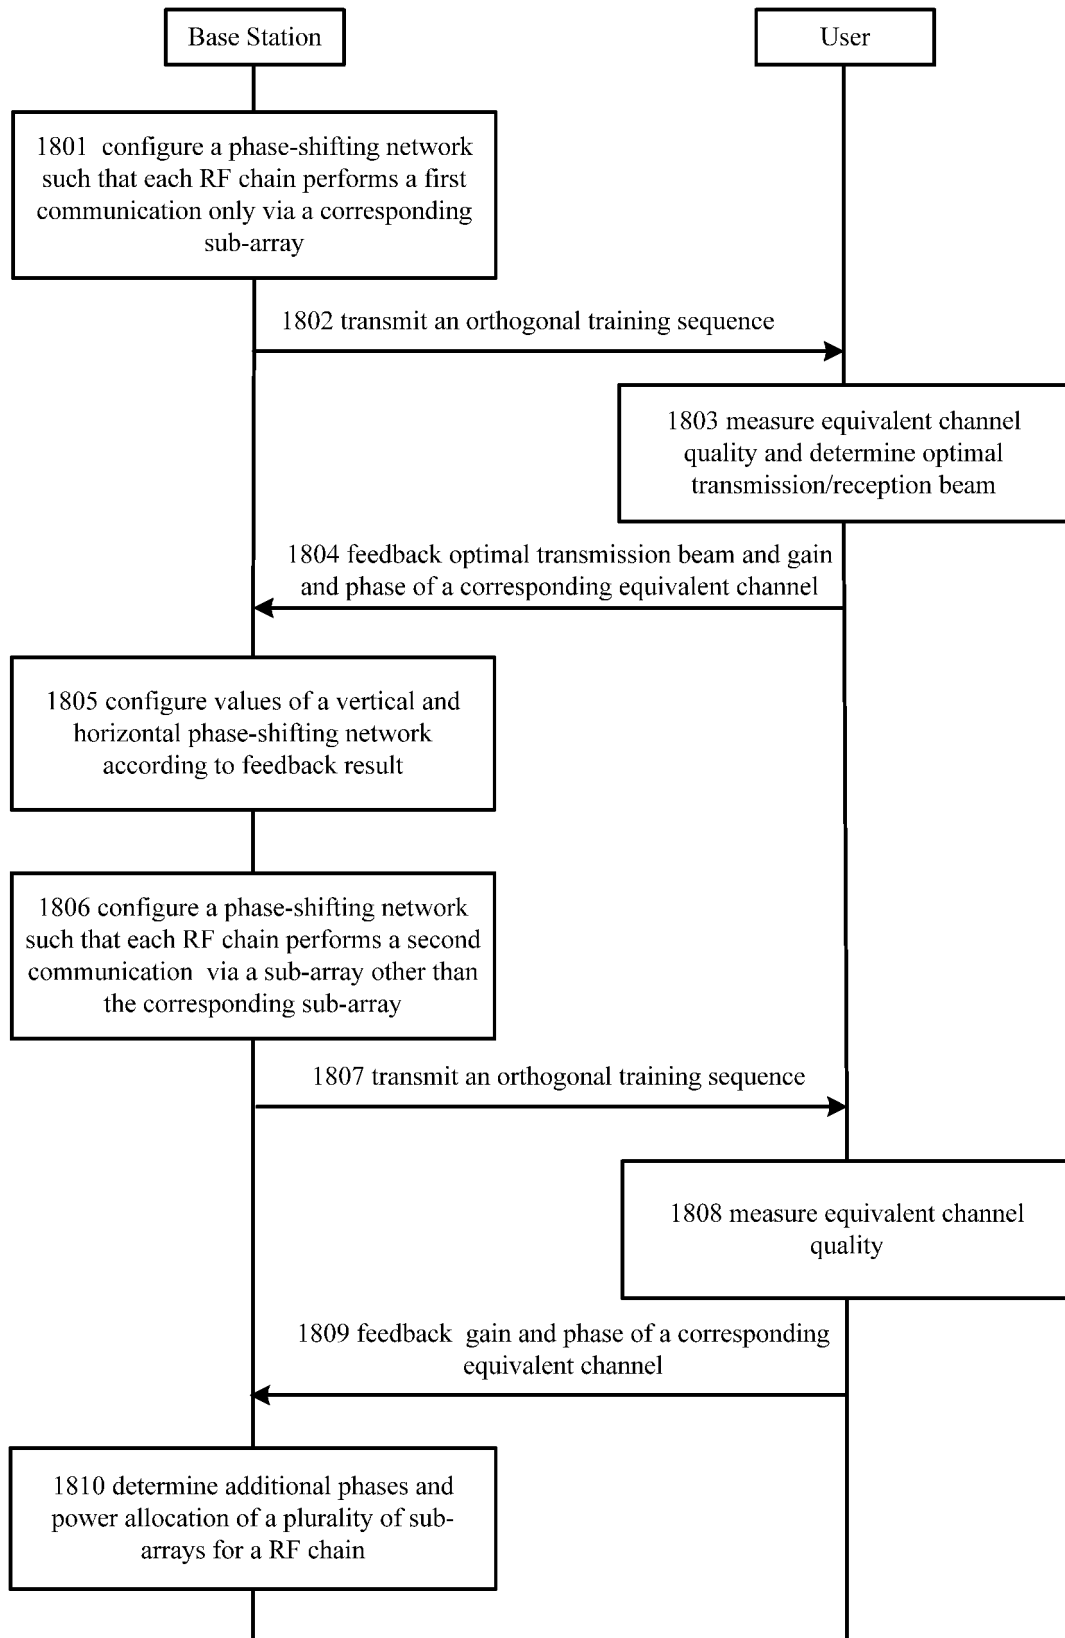 Base Station
User
1801 configure a phase-shifting network
such that each RF chain performs a first
communication only via a corresponding
sub-array
1802 transmit an orthogonal training sequence
1803 measure equivalent channel
quality and determine optimal
transmission/reception beam
1804 feedback optimal transmission beam and gain
and phase of a corresponding equivalent channel
1805 configure values of a vertical and
horizontal phase-shifting network
according to feedback result
1806 configure a phase-shifting network
such that each RF chain performs a second
communication via a sub-array other than
the corresponding sub-array
1807 transmit an orthogonal training sequence
1808 measure equivalent channel
quality
1809 feedback gain and phase of a corresponding
equivalent channel
1810 determine additional phases and
power allocation of a plurality of sub-
arrays for a RF chain